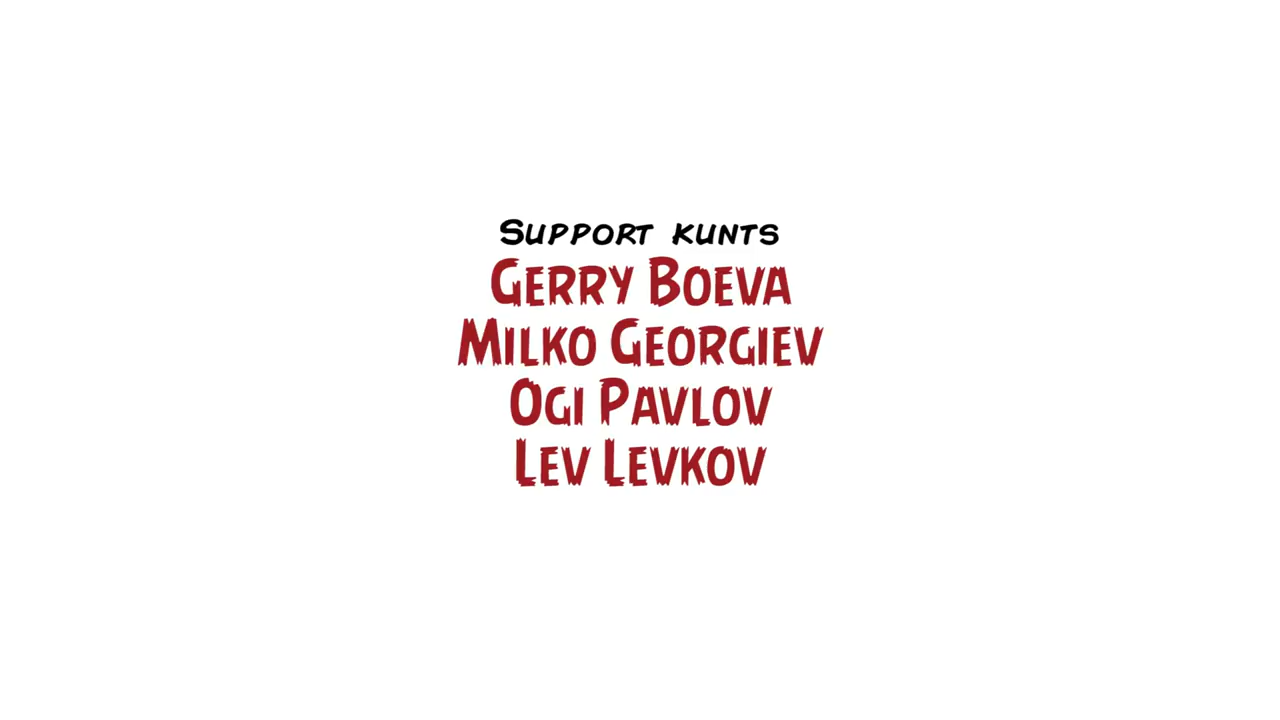 Support kunts
Gerry Boeva
Milko Georgiev
Ogi Pavlov
Lev Levkov